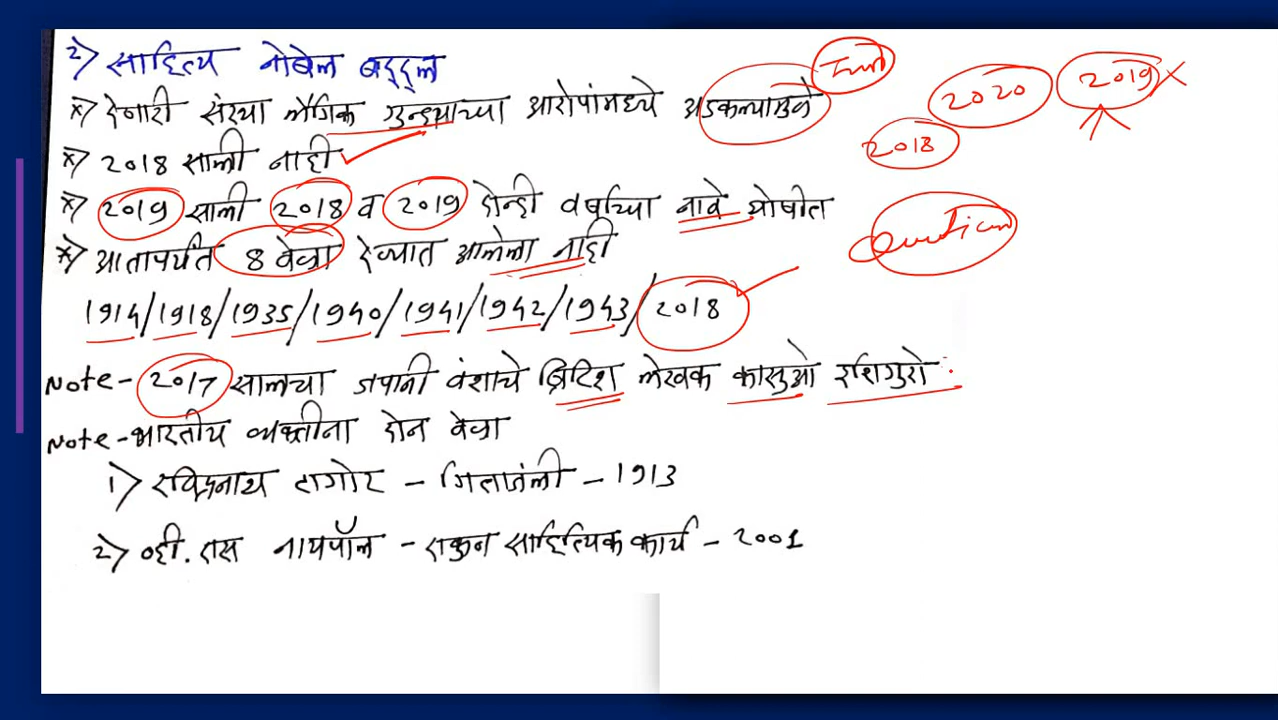 2) साहित्य नोबेल बद्दल
*) देणारी संस्था लैंगिक गुन्ह्याच्या आरोपांमध्ये अडकल्यामुळे
2020 2019 x
2018
*) 2018 साली नाही
*) 2019 साली 2018 व 2019 दोन्ही वर्षाच्या नावे घोषीत
*) आतापर्यंत 8 वेळा देण्यात आलेला नाही
1914/1918/1935/1940/1941/1942/1943/2018
Note- 2017 सालचा जपानी वंशाचे ब्रिटिश लेखक कासुओ इशिगुरो
Note- भारतीय व्यक्तींना दोन वेळा
1) रविंद्रनाथ टागोर - गितांजली - 1913
2) व्ही. एस नायपॉल - एकुन साहित्यिक कार्य - 2001